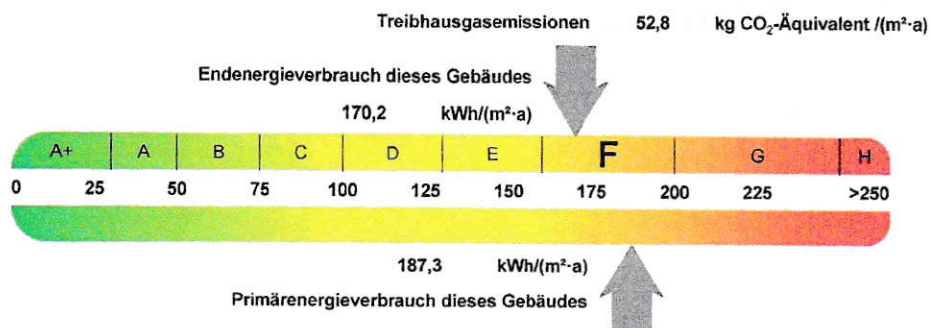 Treibhausgasemissionen 52,8 kg CO₂-Äquivalent /(m²·a)
Endenergieverbrauch dieses Gebäudes
170,2 kWh/(m²·a)
A+ A B C D E F G H
0 25 50 75 100 125 150 175 200 225 >250
187,3 kWh/(m²·a)
Primärenergieverbrauch dieses Gebäudes